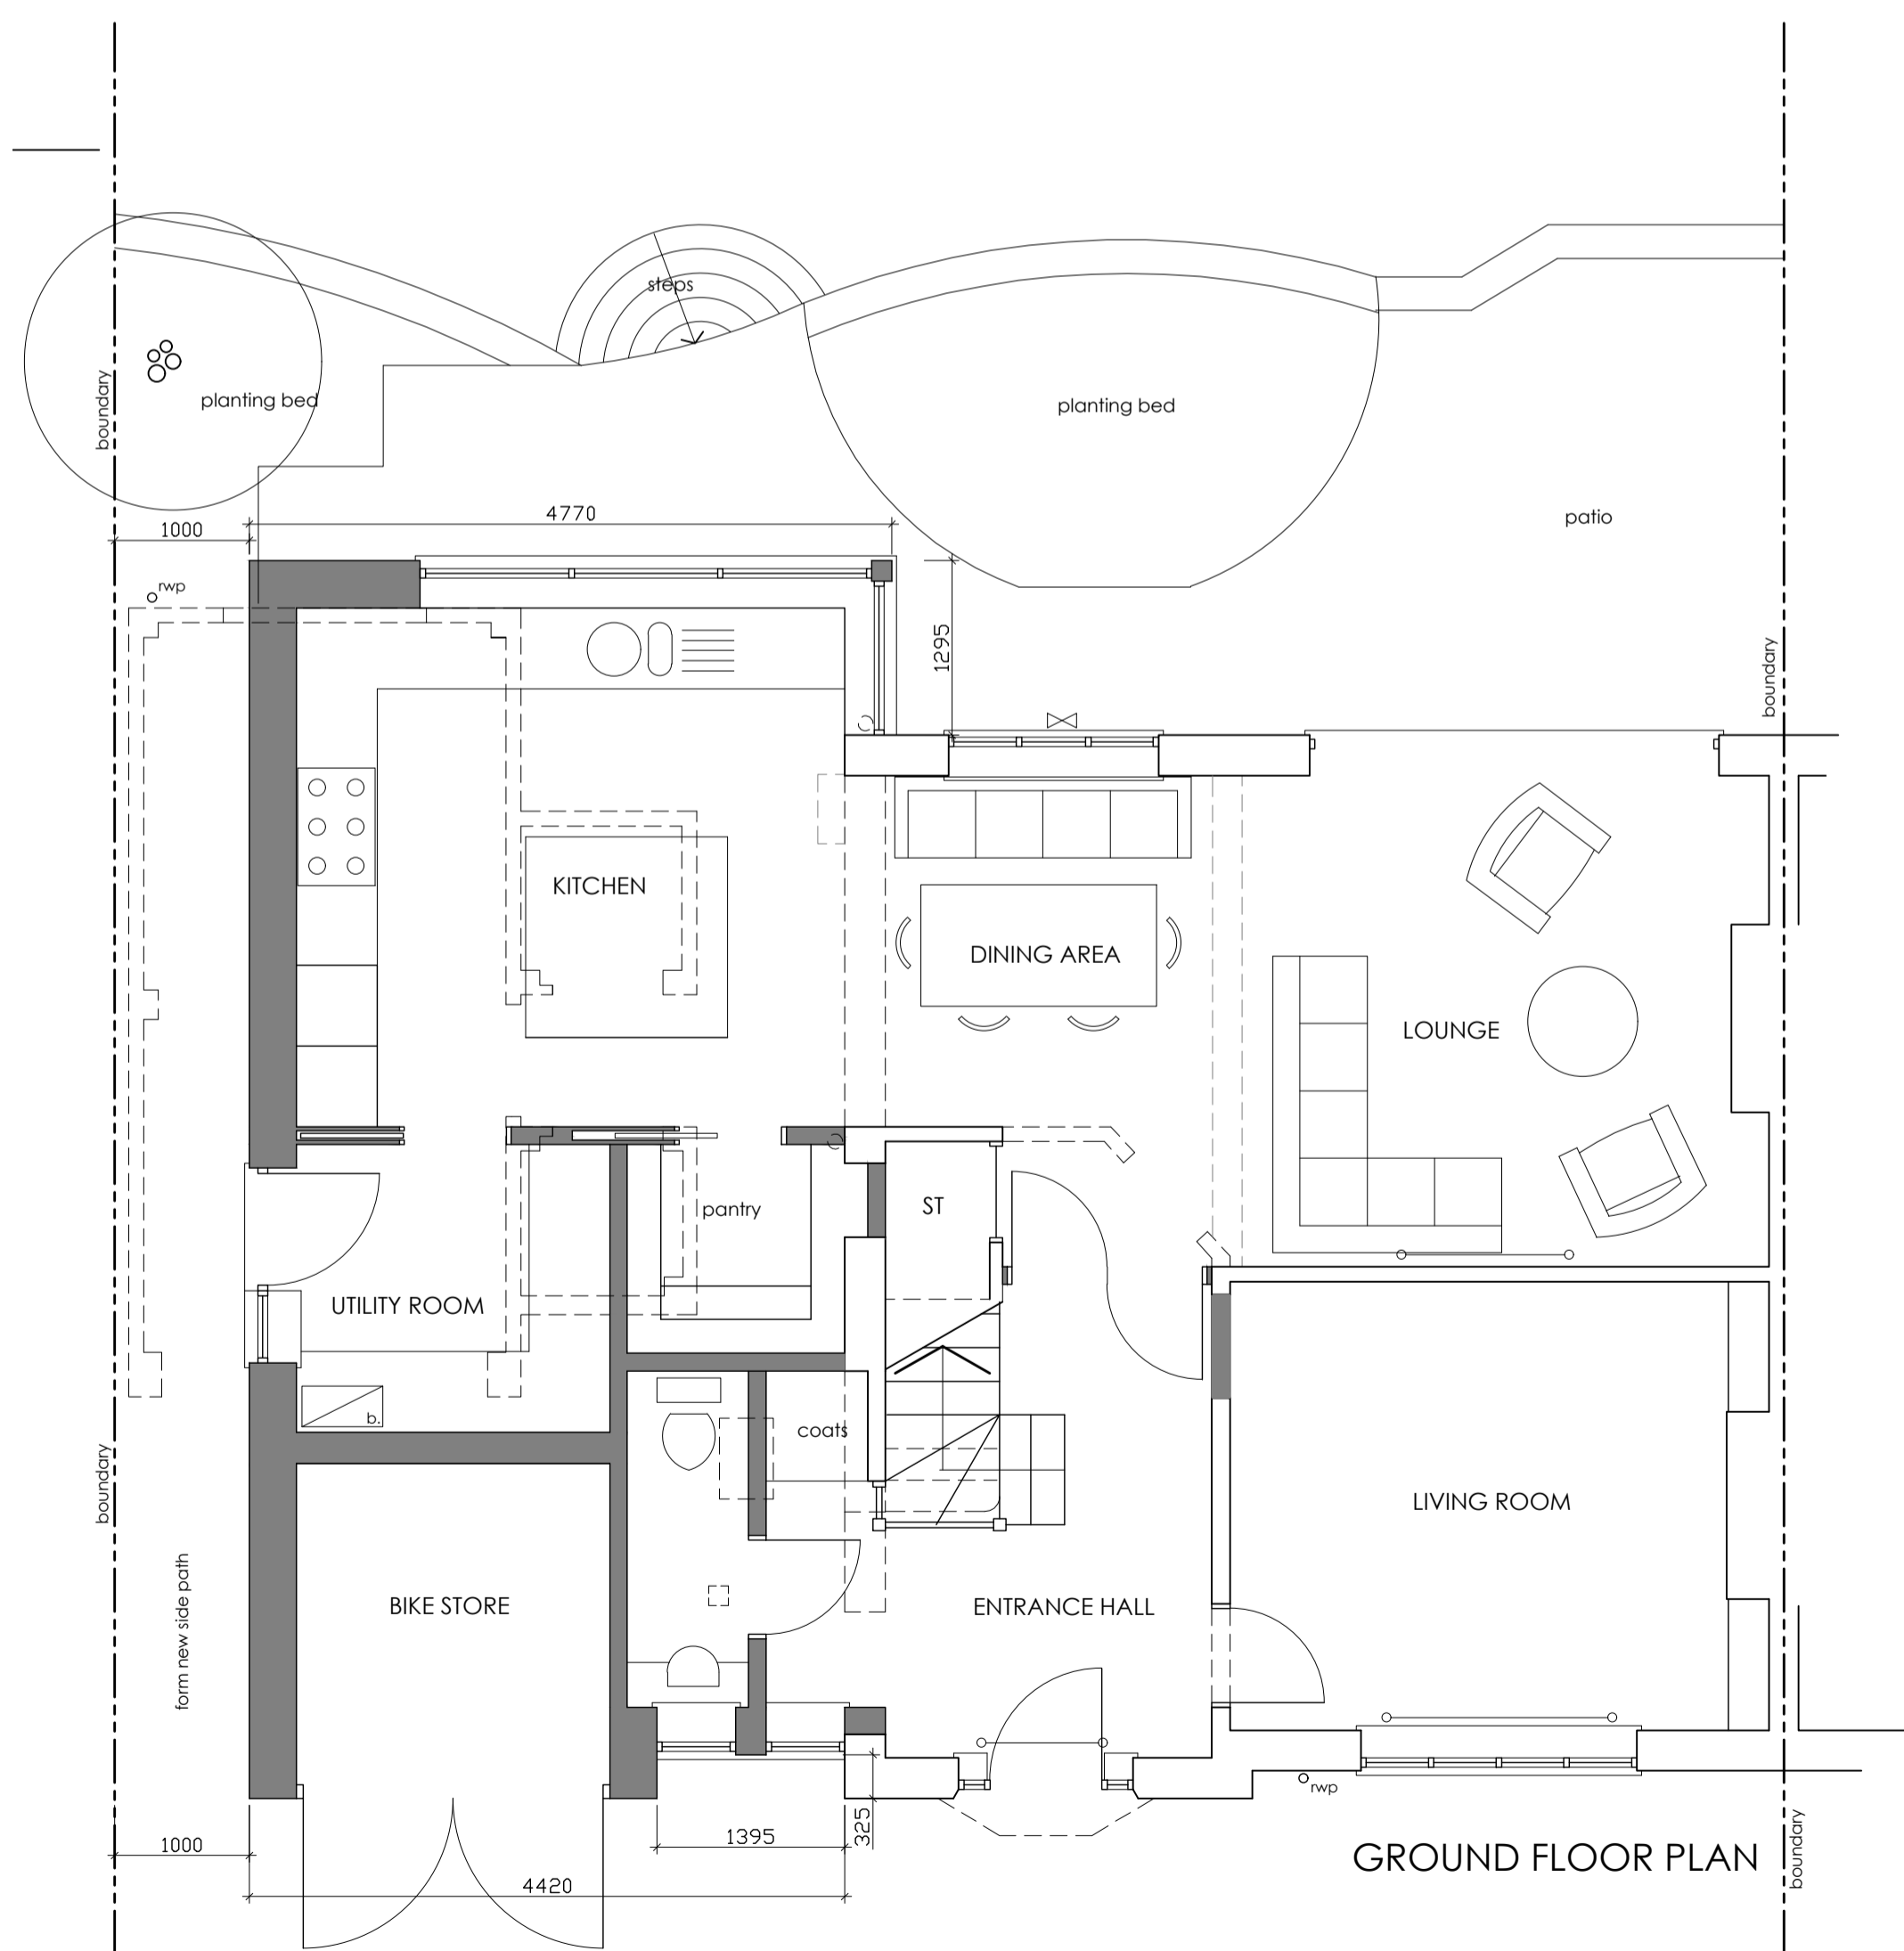 steps
boundary
planting bed
planting bed
4770
patio
1000
rwp
1295
boundary
KITCHEN
DINING AREA
LOUNGE
ST
pantry
UTILITY ROOM
b.
coats
boundary
LIVING ROOM
form new side path
BIKE STORE
ENTRANCE HALL
rwp
325
1395
1000
GROUND FLOOR PLAN
boundary
4420